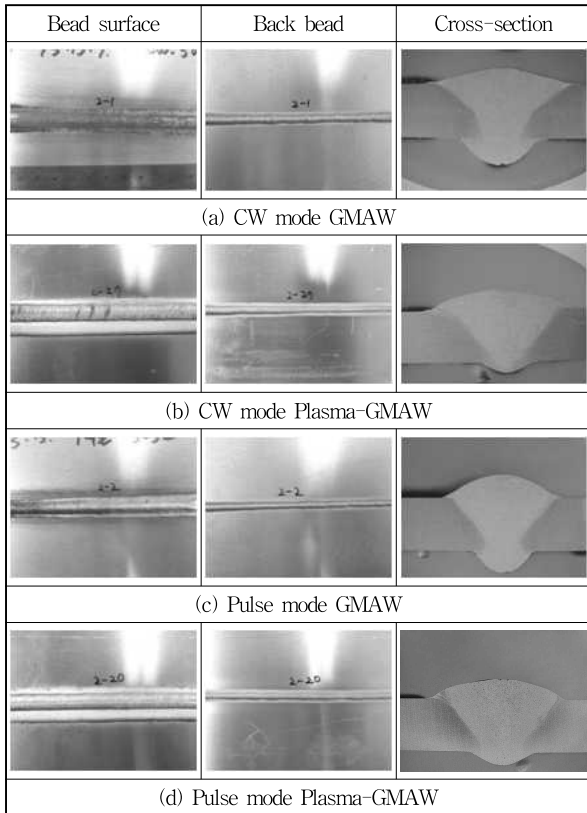 Bead surface Back bead Cross-section
2-1 2-1
(a) CW mode GMAW
2-29
(b) CW mode Plasma-GMAW
2-2 2-2
(c) Pulse mode GMAW
2-20 2-20
(d) Pulse mode Plasma-GMAW